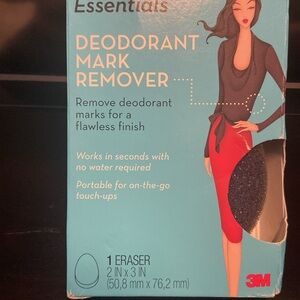 Essentials
DEODORANT
MARK
REMOVER
Remove deodorant
marks for a
flawless finish
Works in seconds with
no water required
Portable for on-the-go
touch-ups
1 ERASER
2 IN x 3 IN
(50,8 mm x 76,2 mm)
3M